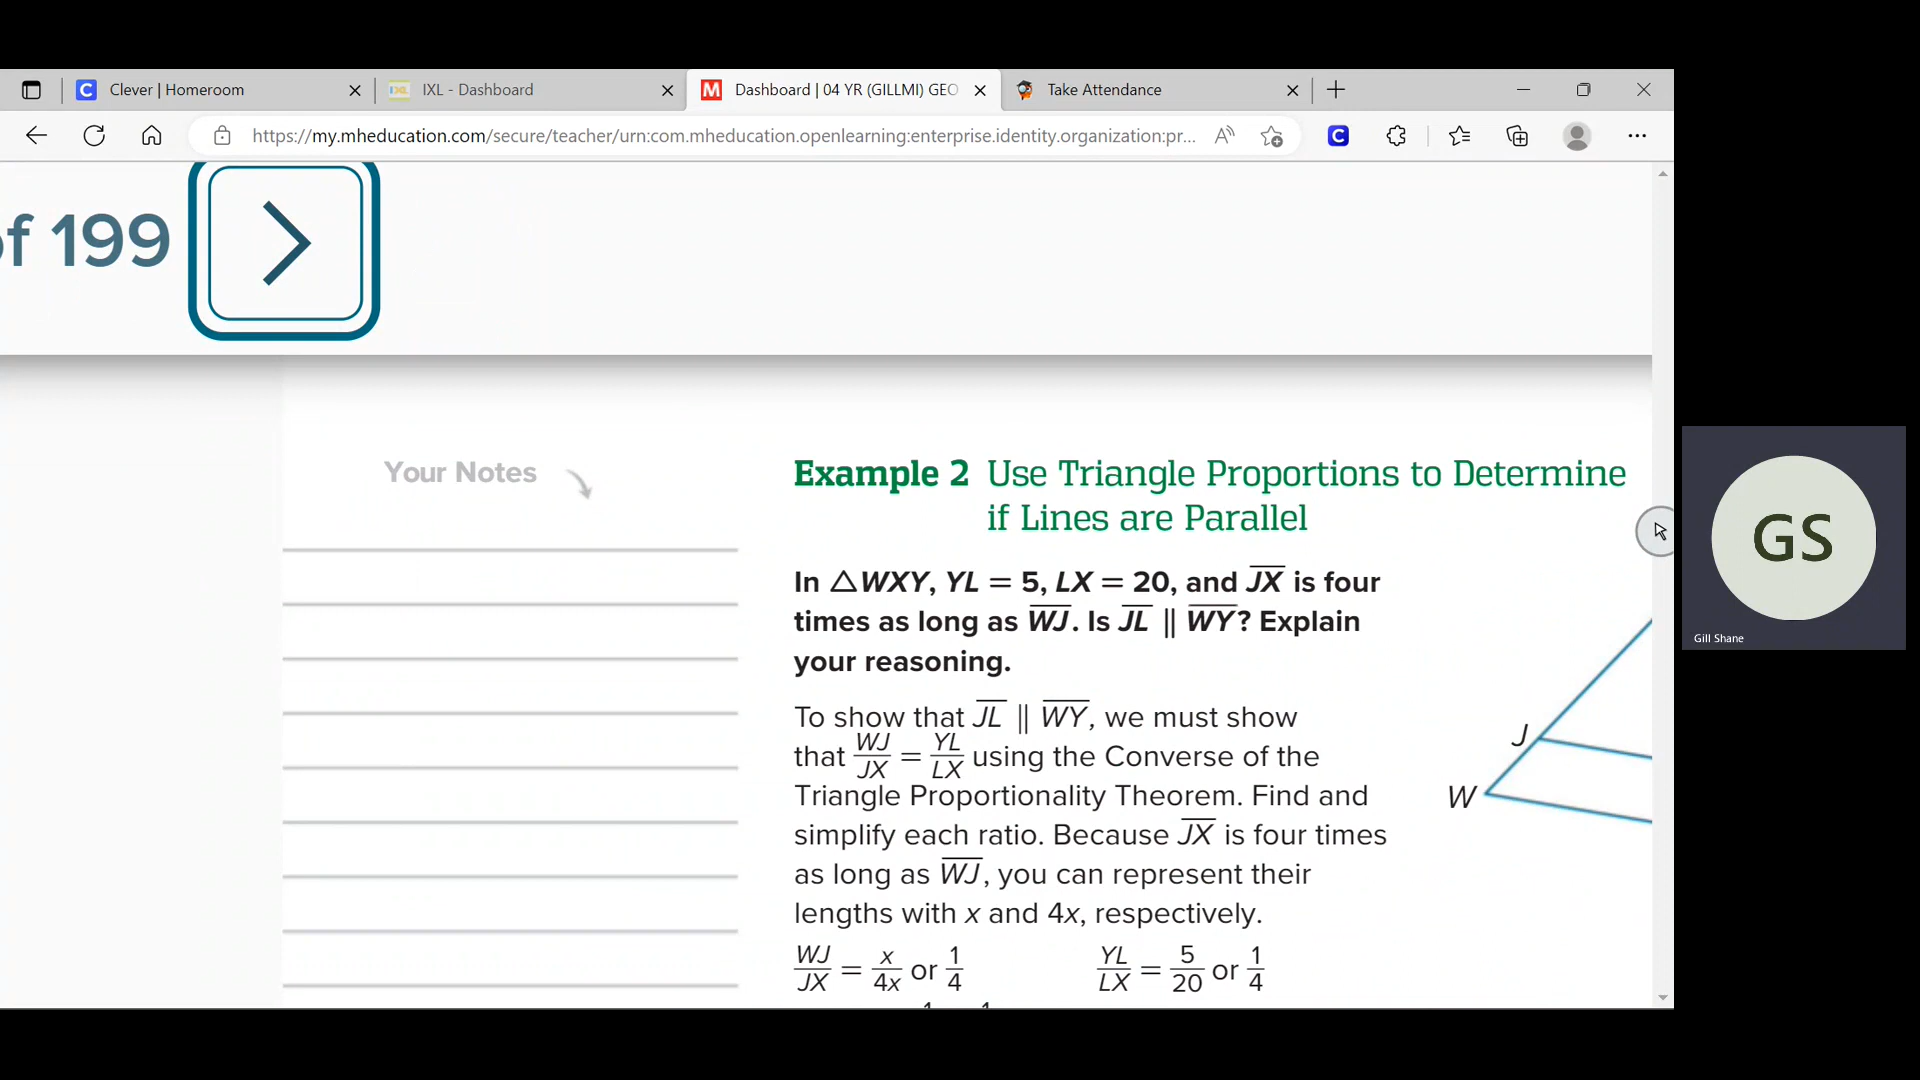 Clever | Homeroom
IXL - Dashboard
Dashboard | 04 YR (GILLMI) GEO
Take Attendance
https://my.mheducation.com/secure/teacher/urn:com.mheducation.openlearning:enterprise.identity.organization:pr...
of 199
Your Notes
Example 2 Use Triangle Proportions to Determine
if Lines are Parallel
In △WXY, YL = 5, LX = 20, and JX is four
times as long as WJ. Is JL || WY? Explain
your reasoning.
To show that JL || WY, we must show
that WJ/JX = YL/LX using the Converse of the
Triangle Proportionality Theorem. Find and
simplify each ratio. Because JX is four times
as long as WJ, you can represent their
lengths with x and 4x, respectively.
WJ/JX = x/4x or 1/4 YL/LX = 5/20 or 1/4
J
W
GS
Gill Shane